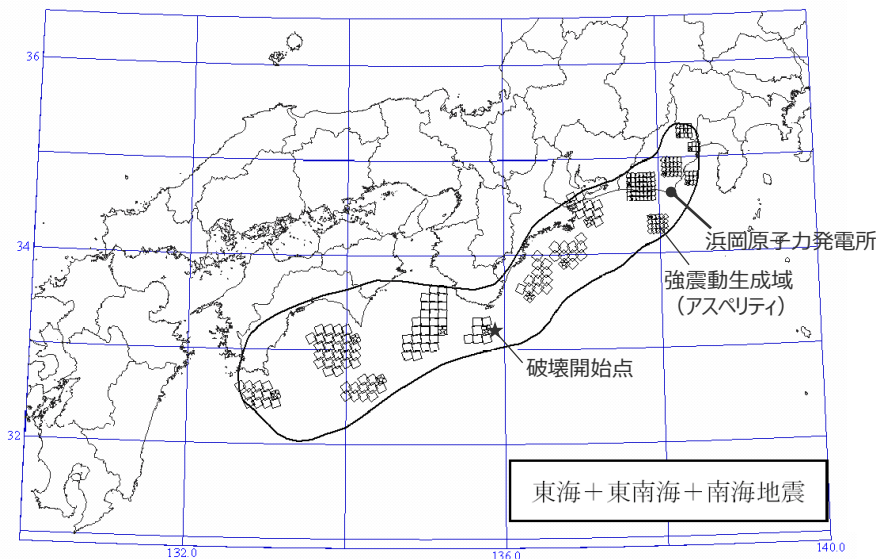 36
34
浜岡原子力発電所
強震動生成域
（アスペリティ）
破壊開始点
32
東海＋東南海＋南海地震
132.0
136.0
140.0